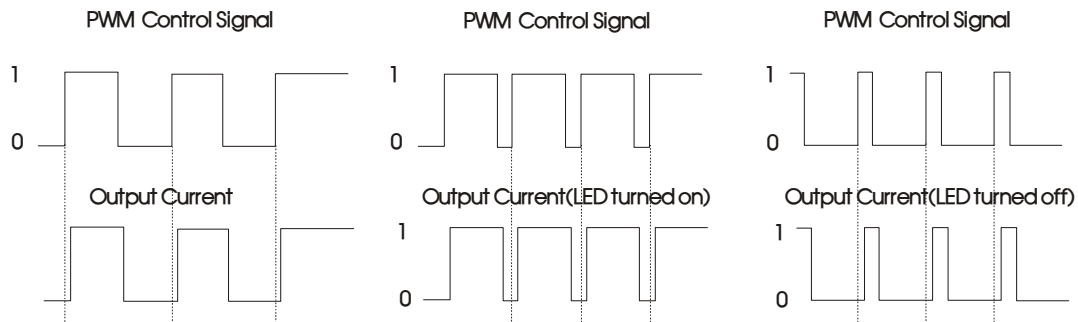 PWM Control Signal
PWM Control Signal
PWM Control Signal
1
1
1
0
0
0
Output Current
Output Current(LED turned on)
Output Current(LED turned off)
1
1
0
0